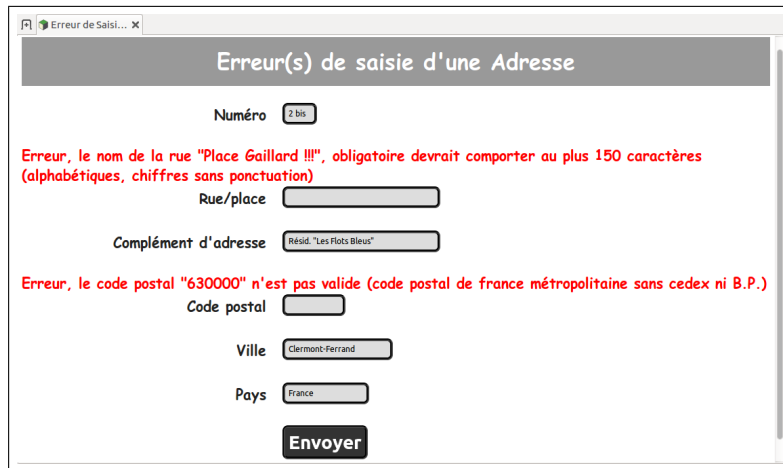 Erreur de Saisi...
Erreur(s) de saisie d'une Adresse
Numéro 2 bis
Erreur, le nom de la rue "Place Gaillard !!!", obligatoire devrait comporter au plus 150 caractères
(alphabétiques, chiffres sans ponctuation)
Rue/place
Complément d'adresse Résid. "Les Flots Bleus"
Erreur, le code postal "630000" n'est pas valide (code postal de france métropolitaine sans cedex ni B.P.)
Code postal
Ville Clermont-Ferrand
Pays France
Envoyer